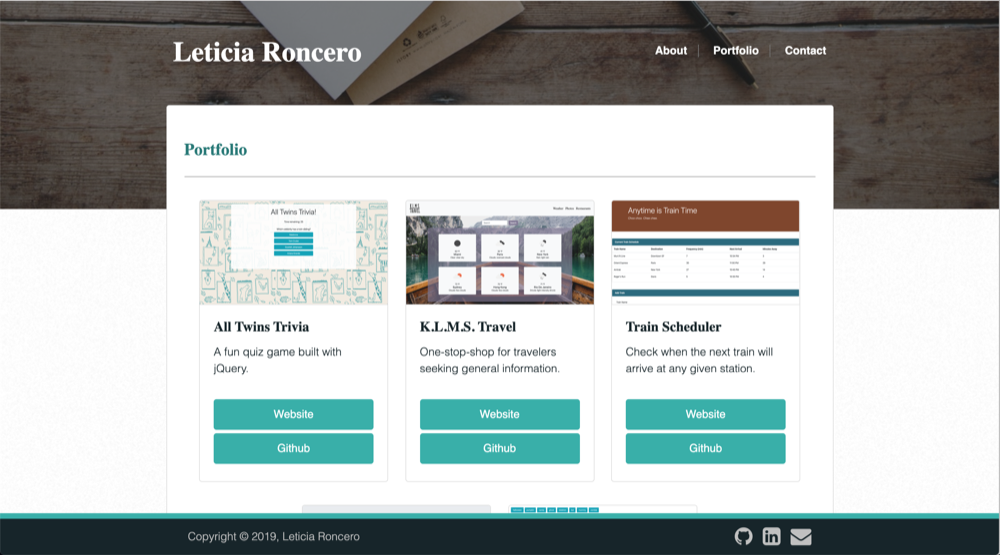 Leticia Roncero
About
Portfolio
Contact
Portfolio
All Twins Trivia!
K.L.M.S.
TRAVEL
Anytime is Train Time
All Twins Trivia
A fun quiz game built with
jQuery.
Website
Github
K.L.M.S. Travel
One-stop-shop for travelers
seeking general information.
Website
Github
Train Scheduler
Check when the next train will
arrive at any given station.
Website
Github
Copyright © 2019, Leticia Roncero